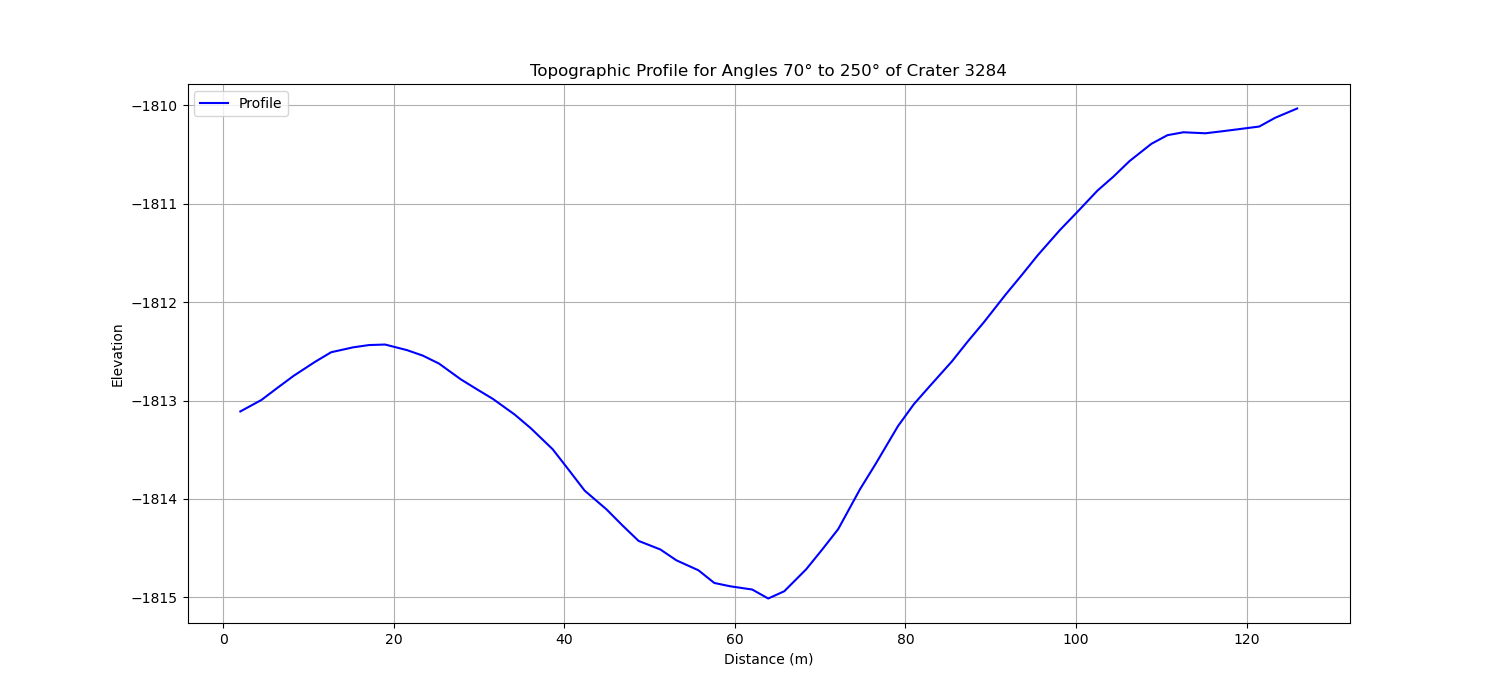 Topographic Profile for Angles 70° to 250° of Crater 3284
Profile
Elevation
−1810
−1811
−1812
−1813
−1814
−1815
0 20 40 60 80 100 120
Distance (m)